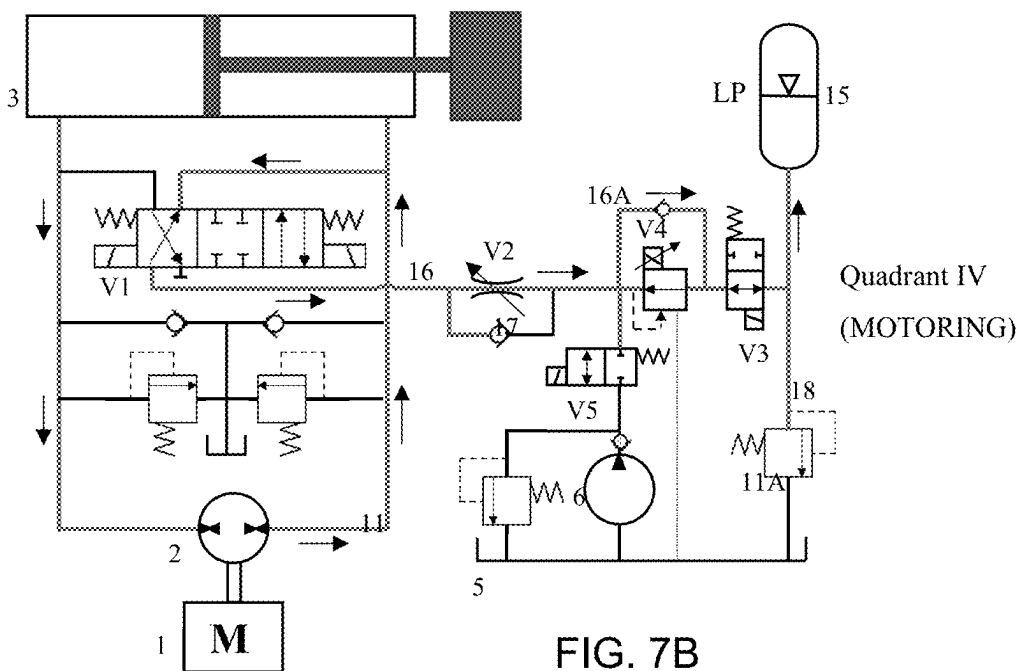 3
LP
15
16A
V4
V2
V1
16
17
Quadrant IV
(MOTORING)
V3
V5
18
11A
6
11
2
5
1
M
FIG. 7B